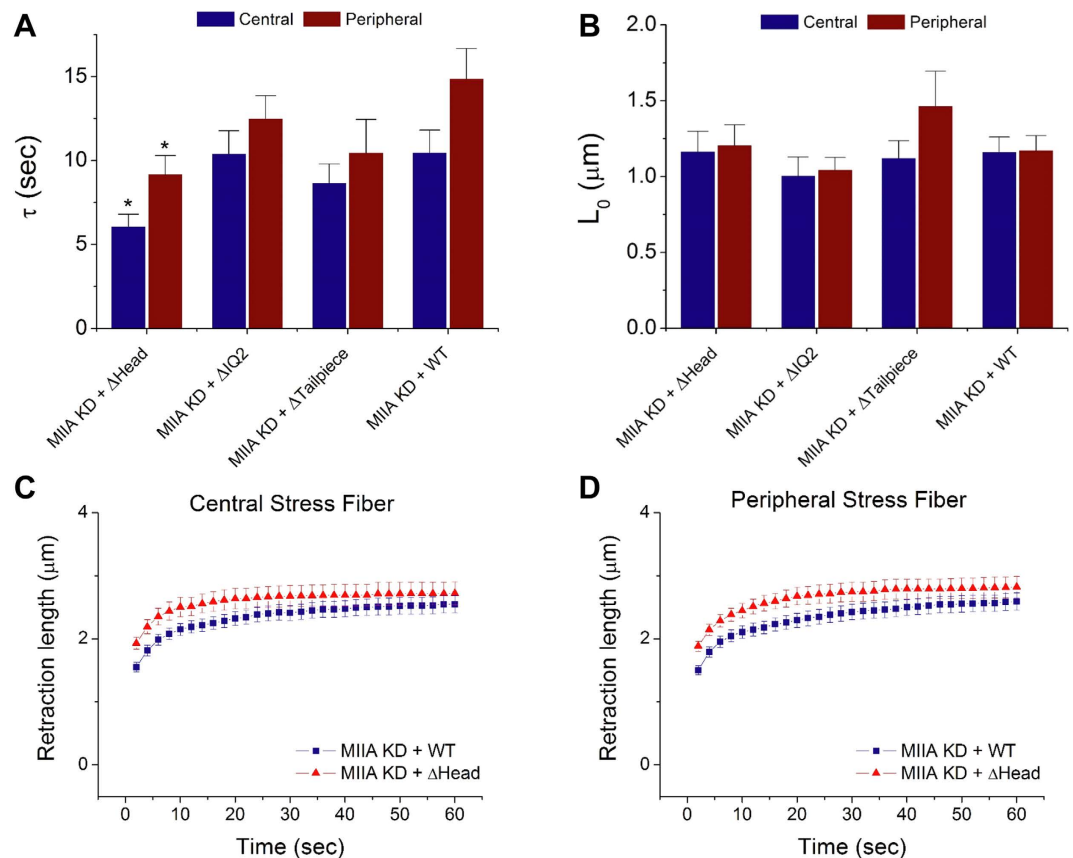 A
Central
Peripheral
τ (sec)
15
10
5
0
*
*
MIIA KD + ΔHead
MIIA KD + ΔIQ2
MIIA KD + ΔTailpiece
MIIA KD + WT
B
Central
Peripheral
L₀ (μm)
2.0
1.5
1.0
0.5
0.0
MIIA KD + ΔHead
MIIA KD + ΔIQ2
MIIA KD + ΔTailpiece
MIIA KD + WT
C
Central Stress Fiber
Retraction length (μm)
4
2
0
MIIA KD + WT
MIIA KD + ΔHead
0 10 20 30 40 50 60
Time (sec)
D
Peripheral Stress Fiber
Retraction length (μm)
4
2
0
MIIA KD + WT
MIIA KD + ΔHead
0 10 20 30 40 50 60
Time (sec)